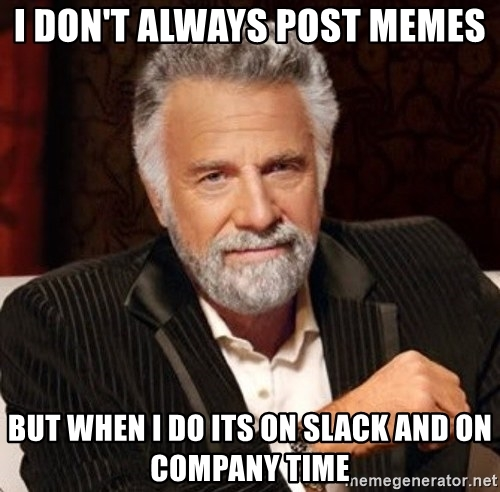 I DON'T ALWAYS POST MEMES
BUT WHEN I DO ITS ON SLACK AND ON
COMPANY TIME
memegenerator.net